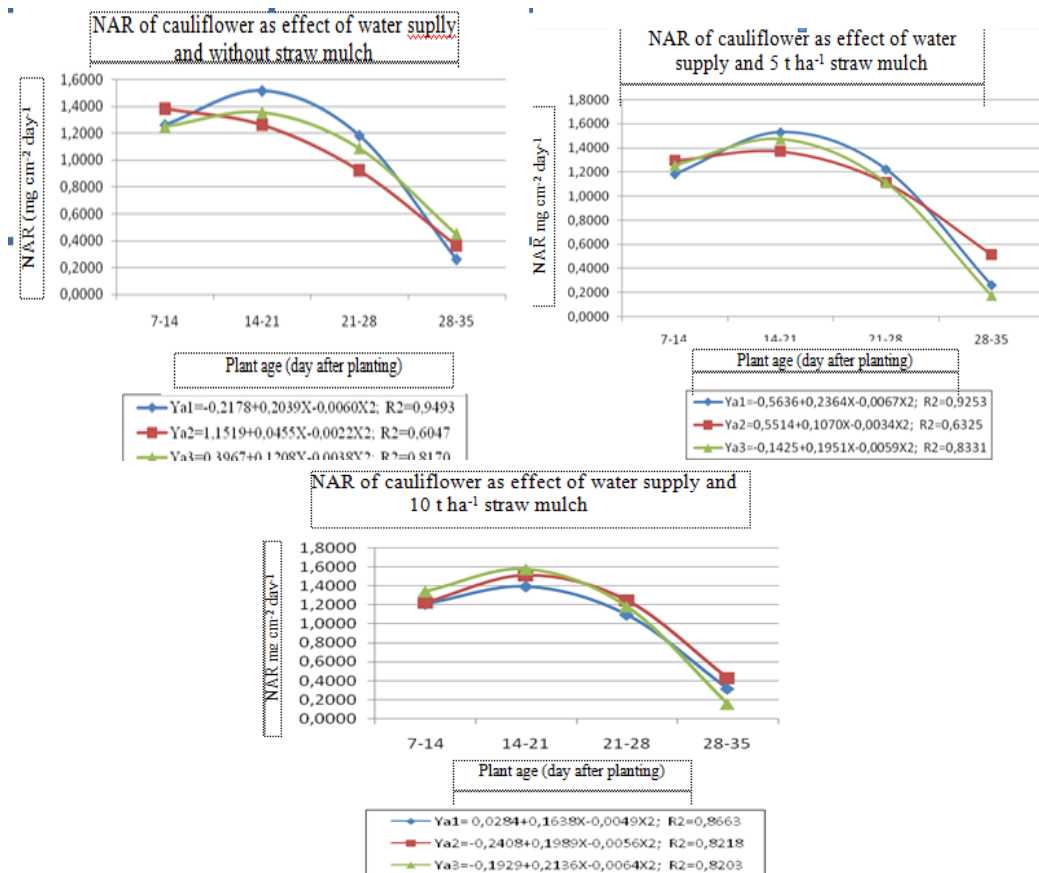 NAR of cauliflower as effect of water suplly
and without straw mulch
NAR (mg cm-2 day-1
1,6000
1,4000
1,2000
1,0000
0,8000
0,6000
0,4000
0,2000
0,0000
7-14 14-21 21-28 28-35
Plant age (day after planting)
Ya1=-0,2178+0,2039X-0,0060X2; R2=0,9493
Ya2=1,1519+0,0455X-0,0022X2; R2=0,6047
Ya3=0,3967+0,1208X-0,0038X2; R2=0,8170
NAR of cauliflower as effect of water
supply and 5 t ha-1 straw mulch
NAR mg cm-2 day-1
1,8000
1,6000
1,4000
1,2000
1,0000
0,8000
0,6000
0,4000
0,2000
0,0000
7-14 14-21 21-28 28-35
Plant age (day after planting)
Ya1=-0,5636+0,2364X-0,0067X2; R2=0,9253
Ya2=0,5514+0,1070X-0,0034X2; R2=0,6325
Ya3=-0,1425+0,1951X-0,0059X2; R2=0,8331
NAR of cauliflower as effect of water supply and
10 t ha-1 straw mulch
NAR mg cm-2 day-1
1,8000
1,6000
1,4000
1,2000
1,0000
0,8000
0,6000
0,4000
0,2000
0,0000
7-14 14-21 21-28 28-35
Plant age (day after planting)
Ya1= 0,0284+0,1638X-0,0049X2; R2=0,8663
Ya2=-0,2408+0,1989X-0,0056X2; R2=0,8218
Ya3=-0,1929+0,2136X-0,0064X2; R2=0,8203